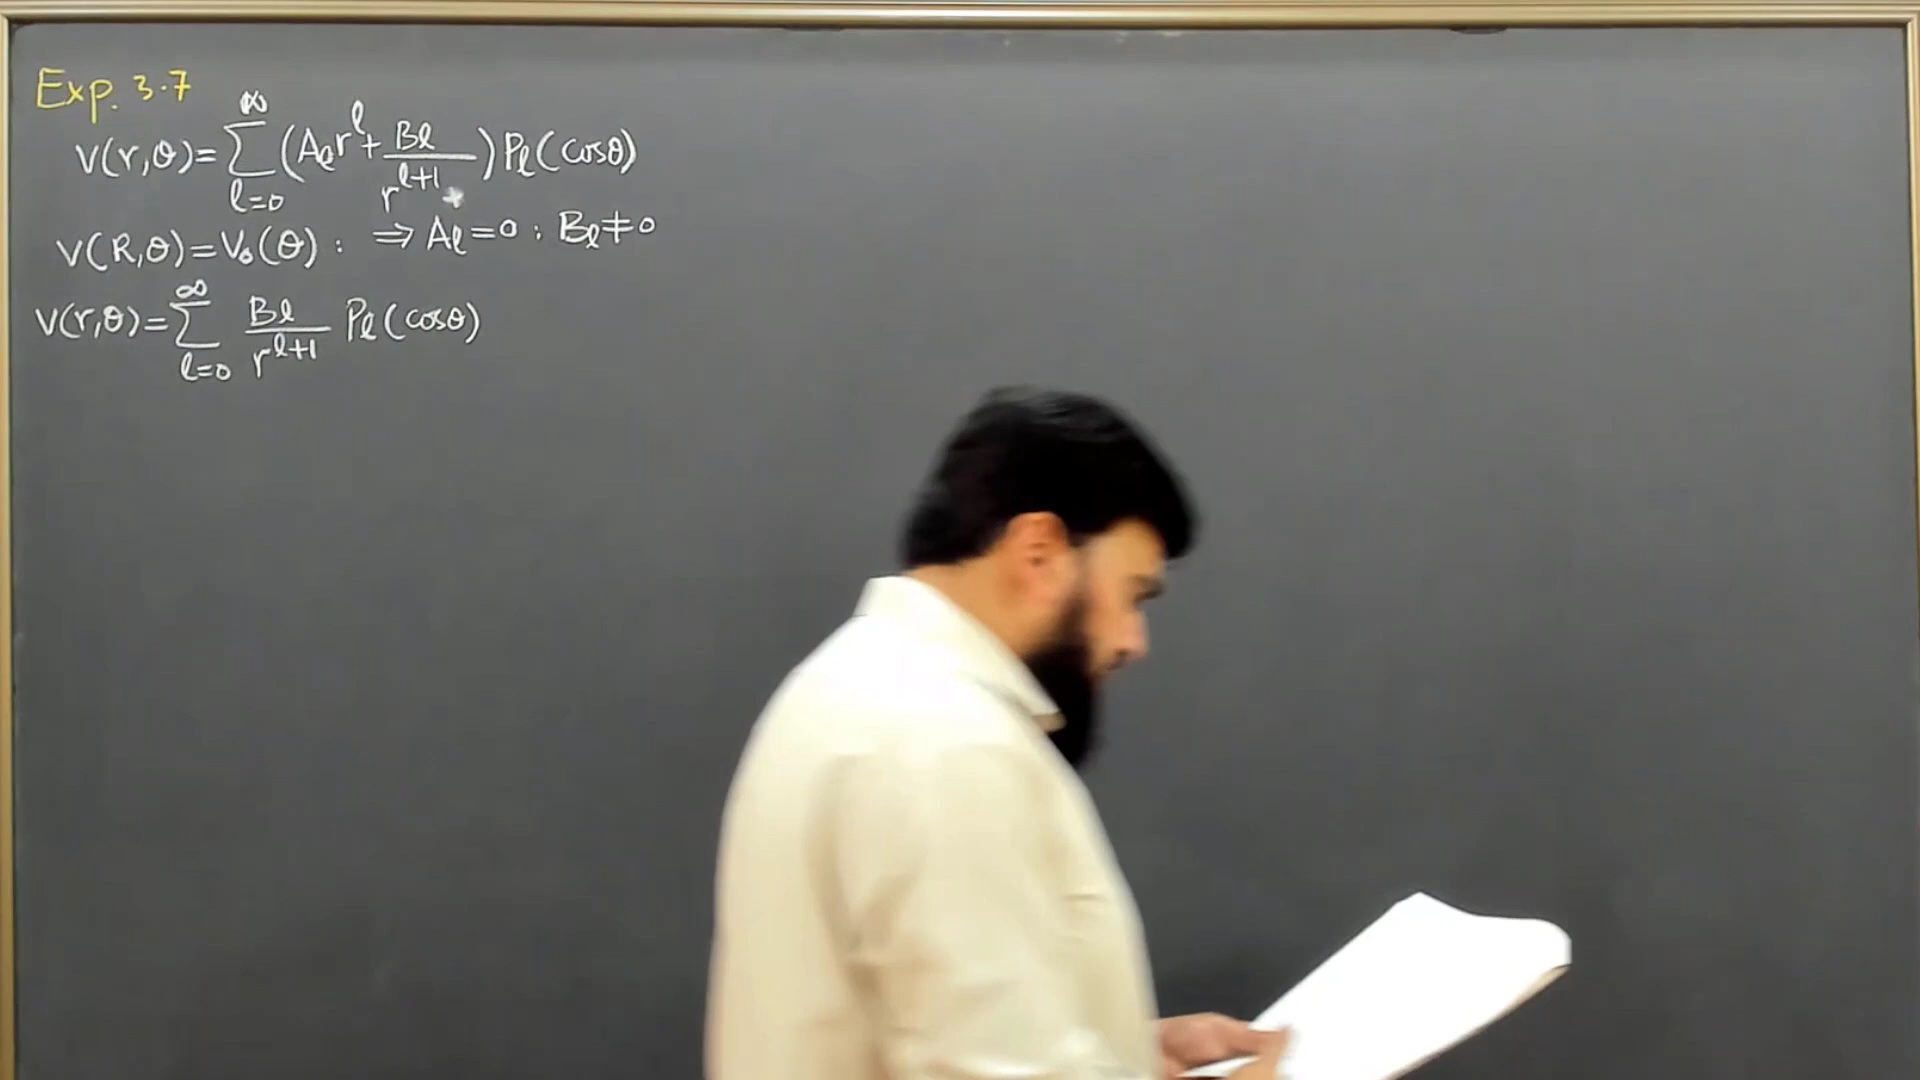 Exp. 3.7
V(r,θ)=∑_{l=0}^{∞} (A_l r^l + B_l/r^{l+1}) P_l(cosθ)
V(R,θ)=V_0(θ) : ⇒ A_l=0 : B_l≠0
V(r,θ)=∑_{l=0}^{∞} B_l/r^{l+1} P_l(cosθ)